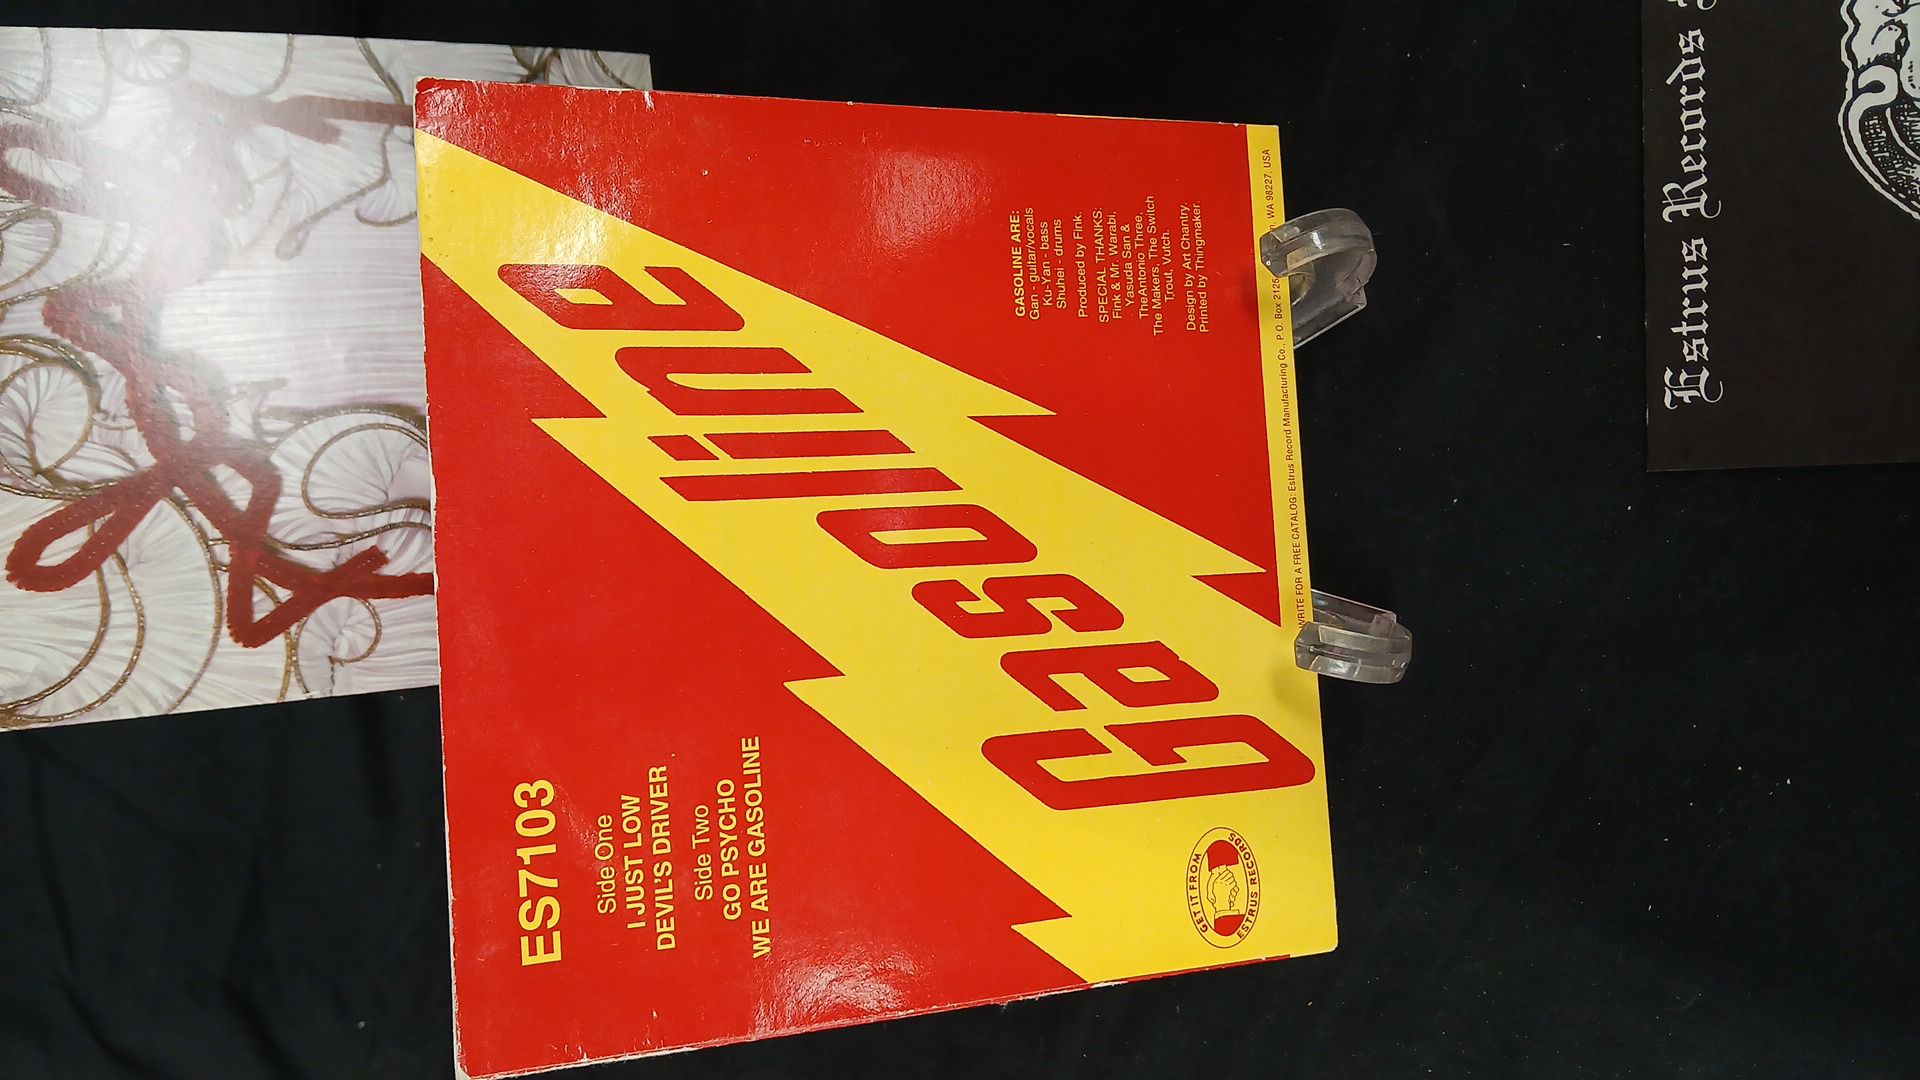 ES7103
Side One
I JUST LOW
DEVIL'S DRIVER
Side Two
GO PSYCHO
WE ARE GASOLINE
Gasoline
GASOLINE ARE:
Gan - guitar/vocals
Ku-Yan - bass
Shuhei - drums
Produced by Fink.
SPECIAL THANKS:
Fink & Mr. Warabi,
Yasuda San &
TheAntonio Three,
The Makers, The Switch
Trout, Vutch.
Design by Art Chantry.
Printed by Thingmaker.
GET IT FROM
ESTRUS RECORDS
WRITE FOR A FREE CATALOG: Estrus Record Manufacturing Co., P.O. Box 2125 WA 98227, USA
Estrus Records